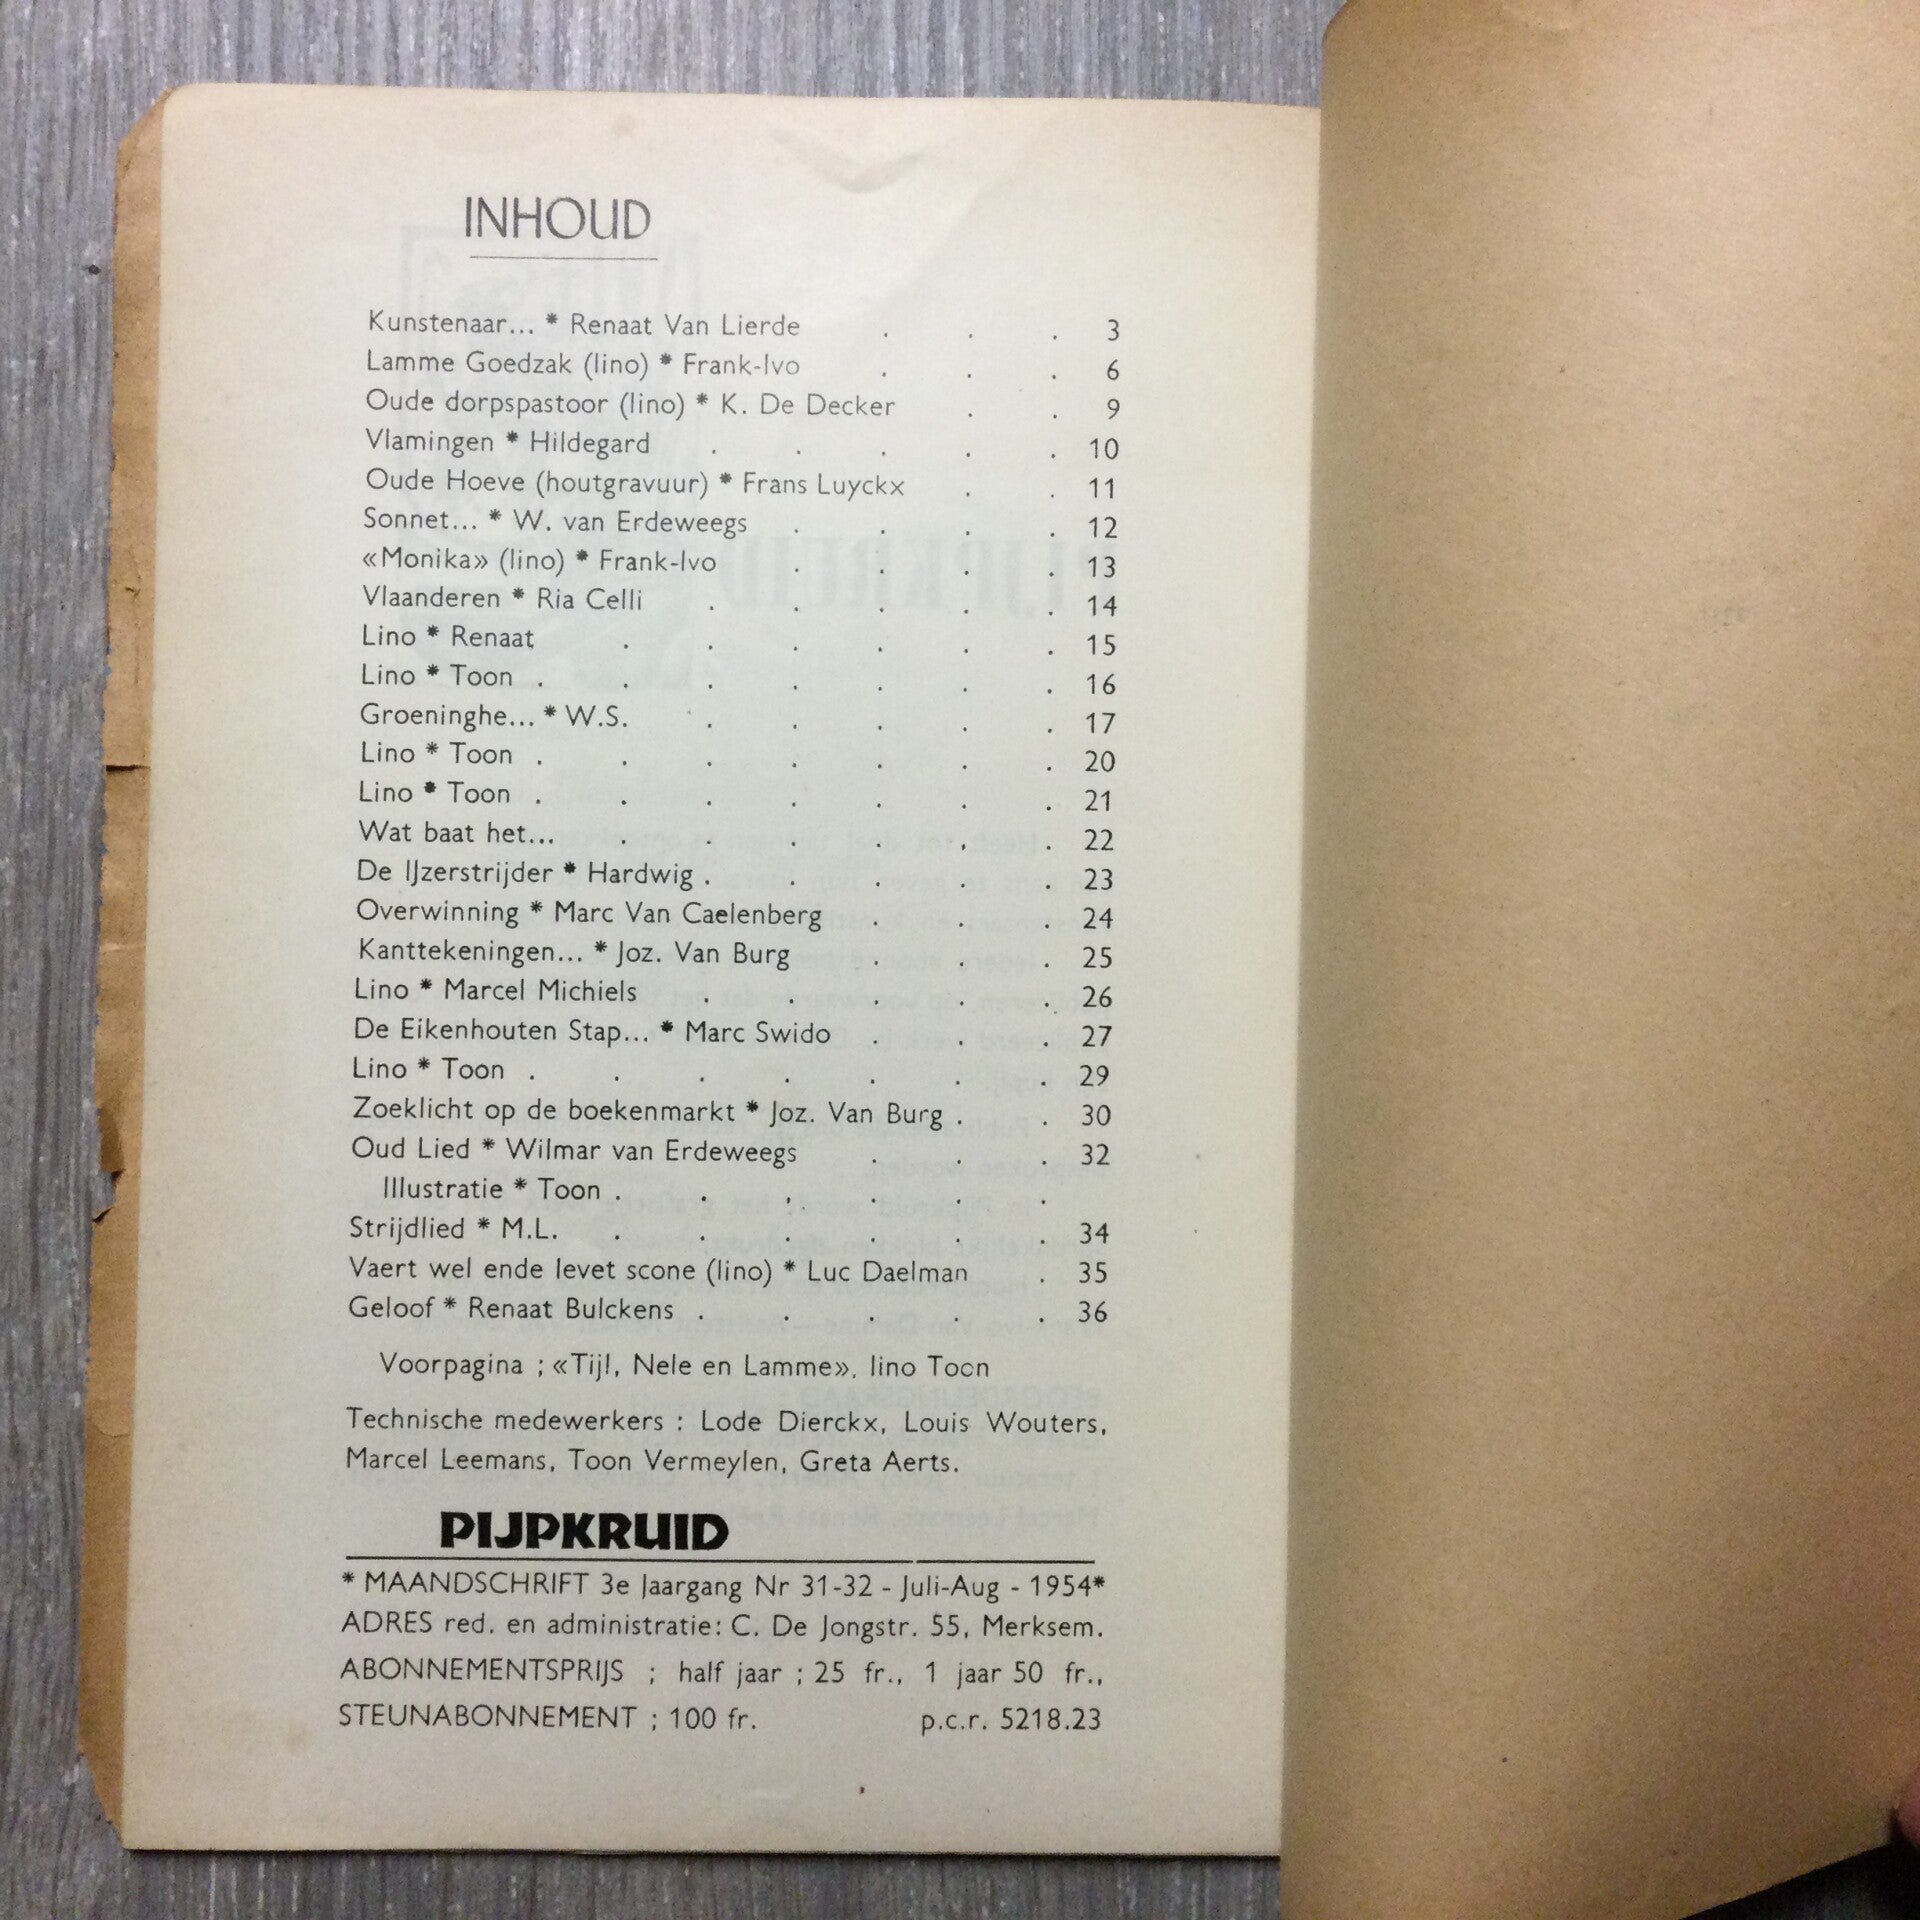 INHOUD
Kunstenaar... * Renaat Van Lierde . . . 3
Lamme Goedzak (lino) * Frank-Ivo . . . 6
Oude dorpspastoor (lino) * K. De Decker . . 9
Vlamingen * Hildegard . . . . . 10
Oude Hoeve (houtgravuur) * Frans Luyckx . . 11
Sonnet... * W. van Erdeweegs . . . . 12
«Monika» (lino) * Frank-Ivo . . . . 13
Vlaanderen * Ria Celli . . . . . 14
Lino * Renaat . . . . . . 15
Lino * Toon . . . . . . . 16
Groeninghe... * W.S. . . . . . 17
Lino * Toon . . . . . . . 20
Lino * Toon . . . . . . . 21
Wat baat het... . . . . . . 22
De IJzerstrijder * Hardwig . . . . . 23
Overwinning * Marc Van Caelenberg . . . 24
Kanttekeningen... * Joz. Van Burg . . . 25
Lino * Marcel Michiels . . . . . 26
De Eikenhouten Stap... * Marc Swido . . . 27
Lino * Toon . . . . . . . 29
Zoeklicht op de boekenmarkt * Joz. Van Burg . . 30
Oud Lied * Wilmar van Erdeweegs . . . 32
Illustratie * Toon . . . . . .
Strijdlied * M.L. . . . . . . 34
Vaert wel ende levet scone (lino) * Luc Daelman . 35
Geloof * Renaat Bulckens . . . . . 36
Voorpagina ; «Tijl, Nele en Lamme», lino Tocn
Technische medewerkers : Lode Dierckx, Louis Wouters,
Marcel Leemans, Toon Vermeylen, Greta Aerts.
PIJPKRUID
* MAANDSCHRIFT 3e Jaargang Nr 31-32 - Juli-Aug - 1954*
ADRES red. en administratie: C. De Jongstr. 55, Merksem.
ABONNEMENTSPRIJS ; half jaar ; 25 fr., 1 jaar 50 fr.,
STEUNABONNEMENT ; 100 fr. p.c.r. 5218.23